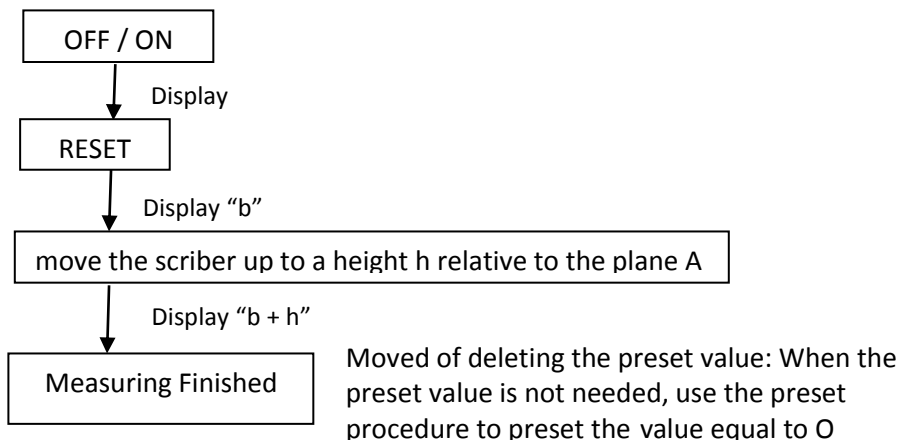 OFF / ON
Display
RESET
Display “b”
move the scriber up to a height h relative to the plane A
Display “b + h”
Measuring Finished
Moved of deleting the preset value: When the
preset value is not needed, use the preset
procedure to preset the value equal to O